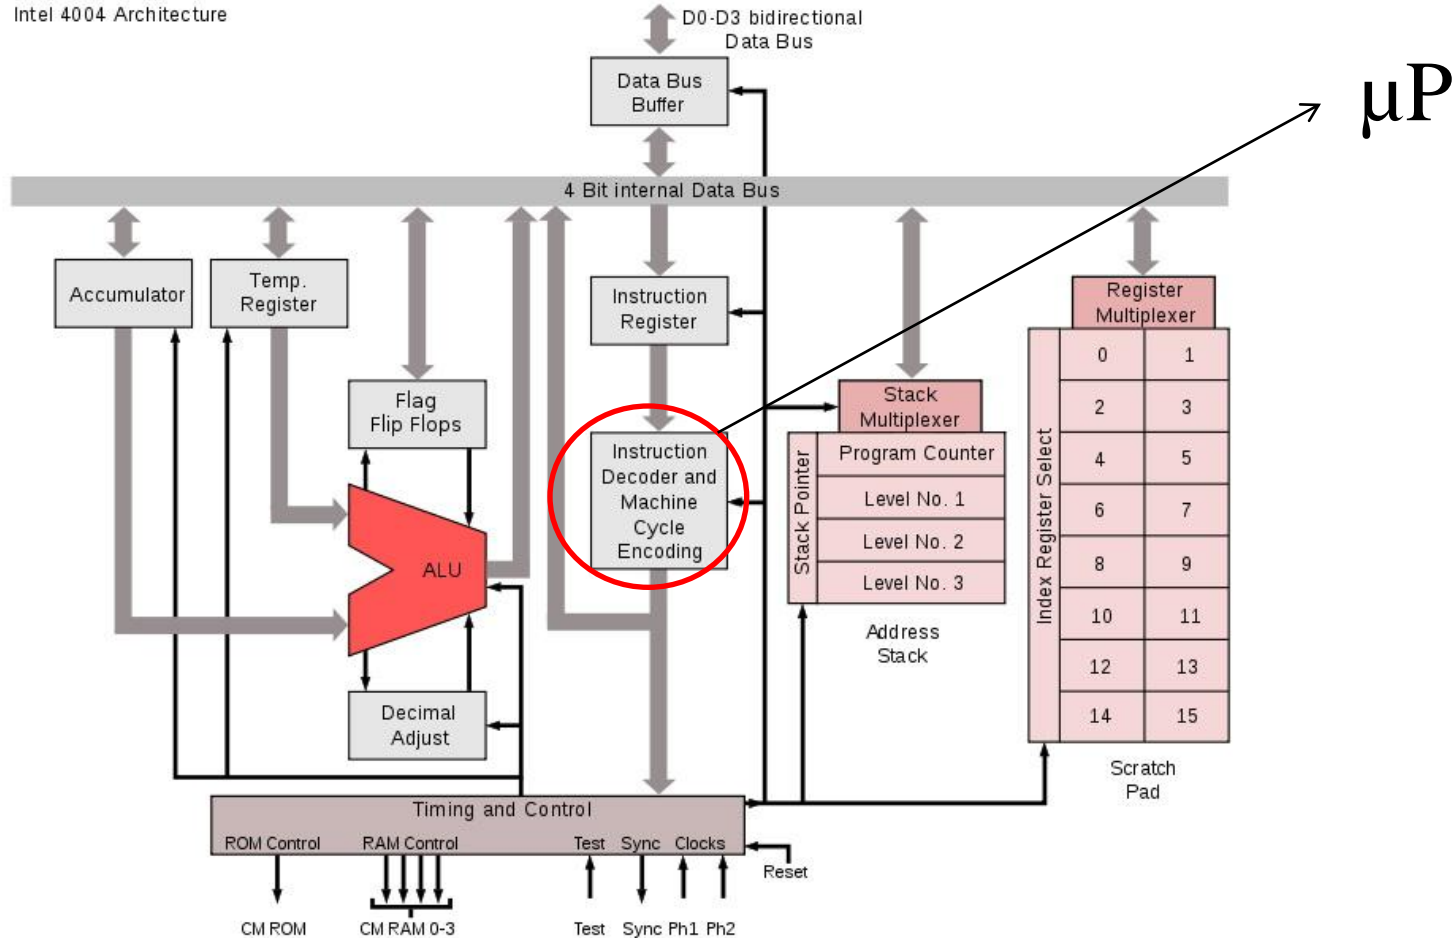 Intel 4004 Architecture
D0-D3 bidirectional
Data Bus
μP
Data Bus
Buffer
4 Bit internal Data Bus
Accumulator
Temp.
Register
Instruction
Register
Register
Multiplexer
Flag
Flip Flops
Stack
Multiplexer
Instruction
Decoder and
Machine
Cycle
Encoding
ALU
Decimal
Adjust
Stack Pointer
Program Counter
Level No. 1
Level No. 2
Level No. 3
Address
Stack
Index Register Select
0 1
2 3
4 5
6 7
8 9
10 11
12 13
14 15
Scratch
Pad
Timing and Control
ROM Control RAM Control Test Sync Clocks
Reset
CM ROM CM RAM 0-3 Test Sync Ph1 Ph2